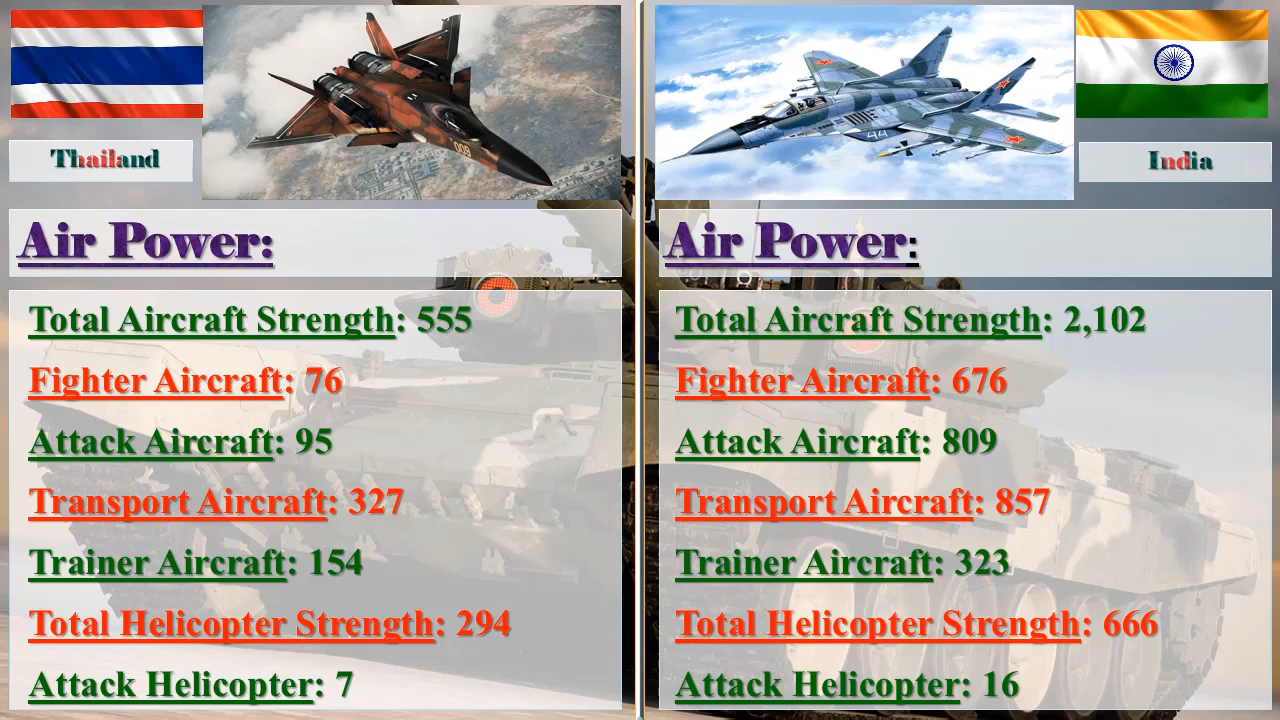 Thailand
Air Power:
Total Aircraft Strength: 555
Fighter Aircraft: 76
Attack Aircraft: 95
Transport Aircraft: 327
Trainer Aircraft: 154
Total Helicopter Strength: 294
Attack Helicopter: 7
008
India
Air Power:
Total Aircraft Strength: 2,102
Fighter Aircraft: 676
Attack Aircraft: 809
Transport Aircraft: 857
Trainer Aircraft: 323
Total Helicopter Strength: 666
Attack Helicopter: 16
44